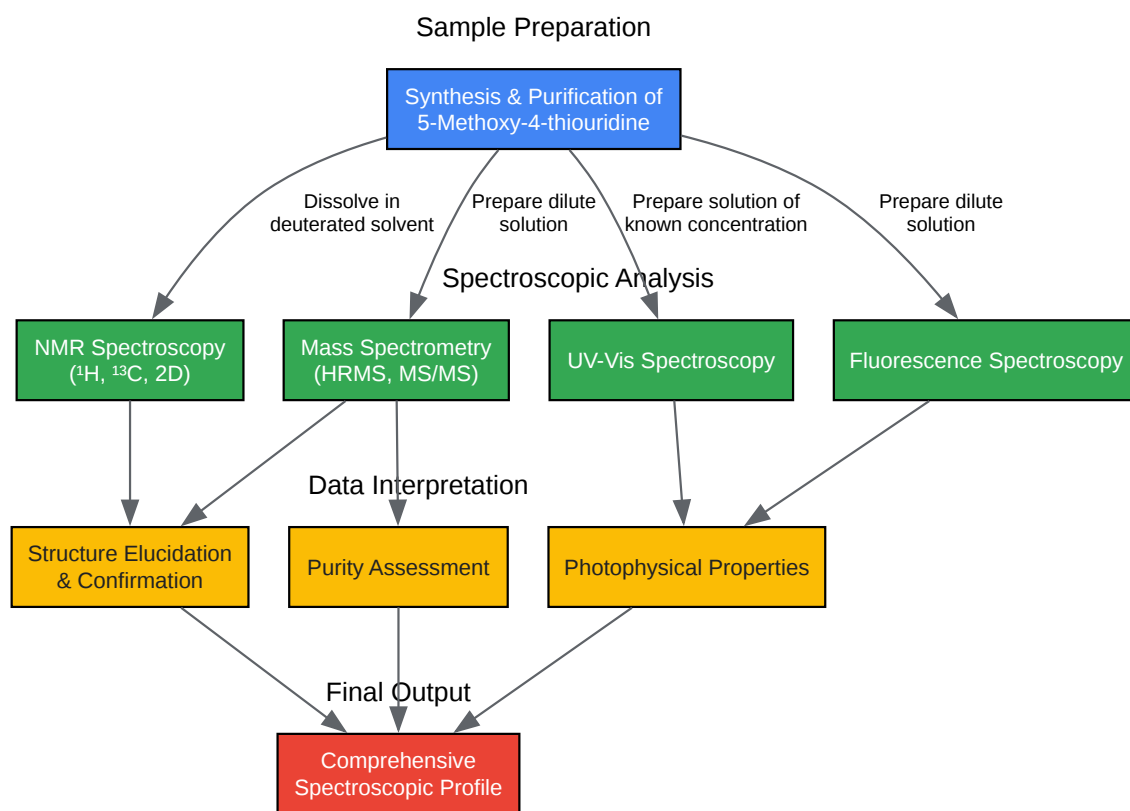 Sample Preparation
Synthesis & Purification of
5-Methoxy-4-thiouridine
Dissolve in
deuterated solvent
Prepare dilute
solution
Prepare solution of
known concentration
Prepare dilute
solution
Spectroscopic Analysis
NMR Spectroscopy
(¹H, ¹³C, 2D)
Mass Spectrometry
(HRMS, MS/MS)
UV-Vis Spectroscopy
Fluorescence Spectroscopy
Data Interpretation
Structure Elucidation
& Confirmation
Purity Assessment
Photophysical Properties
Final Output
Comprehensive
Spectroscopic Profile